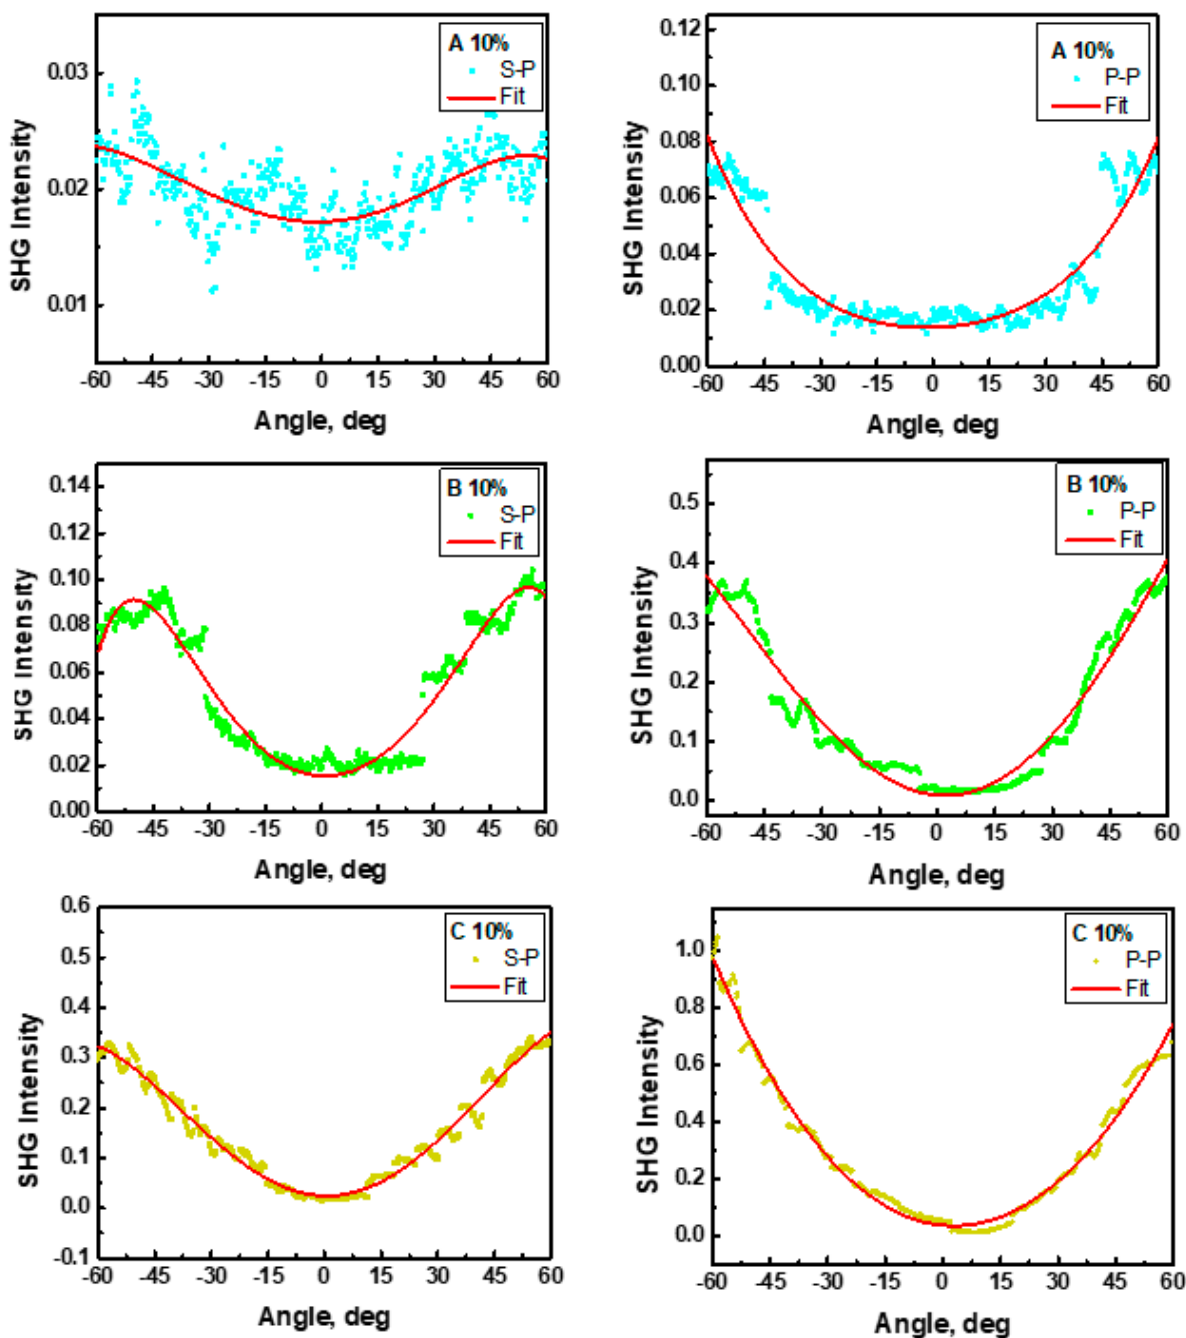 A 10%
S-P
Fit
0.03
0.02
0.01
SHG Intensity
-60 -45 -30 -15 0 15 30 45 60
Angle, deg
A 10%
P-P
Fit
0.12
0.10
0.08
0.06
0.04
0.02
0.00
SHG Intensity
-60 -45 -30 -15 0 15 30 45 60
Angle, deg
B 10%
S-P
Fit
0.14
0.12
0.10
0.08
0.06
0.04
0.02
0.00
SHG Intensity
-60 -45 -30 -15 0 15 30 45 60
Angle, deg
B 10%
P-P
Fit
0.5
0.4
0.3
0.2
0.1
0.0
SHG Intensity
-60 -45 -30 -15 0 15 30 45 60
Angle, deg
C 10%
S-P
Fit
0.6
0.5
0.4
0.3
0.2
0.1
0.0
-0.1
SHG Intensity
-60 -45 -30 -15 0 15 30 45 60
Angle, deg
C 10%
P-P
Fit
1.0
0.8
0.6
0.4
0.2
0.0
SHG Intensity
-60 -45 -30 -15 0 15 30 45 60
Angle, deg